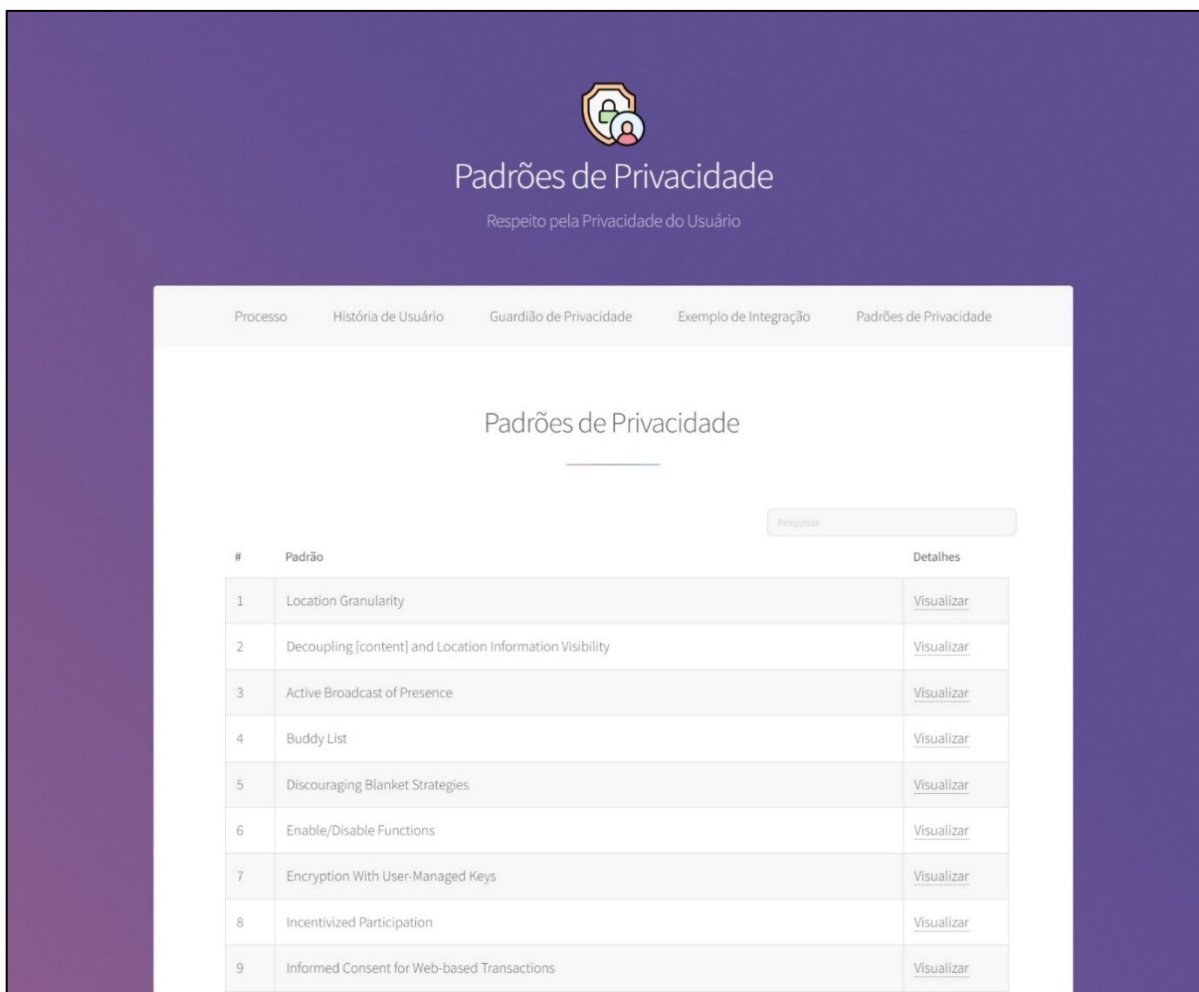 Padrões de Privacidade
Respeito pela Privacidade do Usuário
Processo História de Usuário Guardião de Privacidade Exemplo de Integração Padrões de Privacidade
Padrões de Privacidade
Pesquisar
# Padrão Detalhes
1 Location Granularity Visualizar
2 Decoupling [content] and Location Information Visibility Visualizar
3 Active Broadcast of Presence Visualizar
4 Buddy List Visualizar
5 Discouraging Blanket Strategies Visualizar
6 Enable/Disable Functions Visualizar
7 Encryption With User-Managed Keys Visualizar
8 Incentivized Participation Visualizar
9 Informed Consent for Web-based Transactions Visualizar